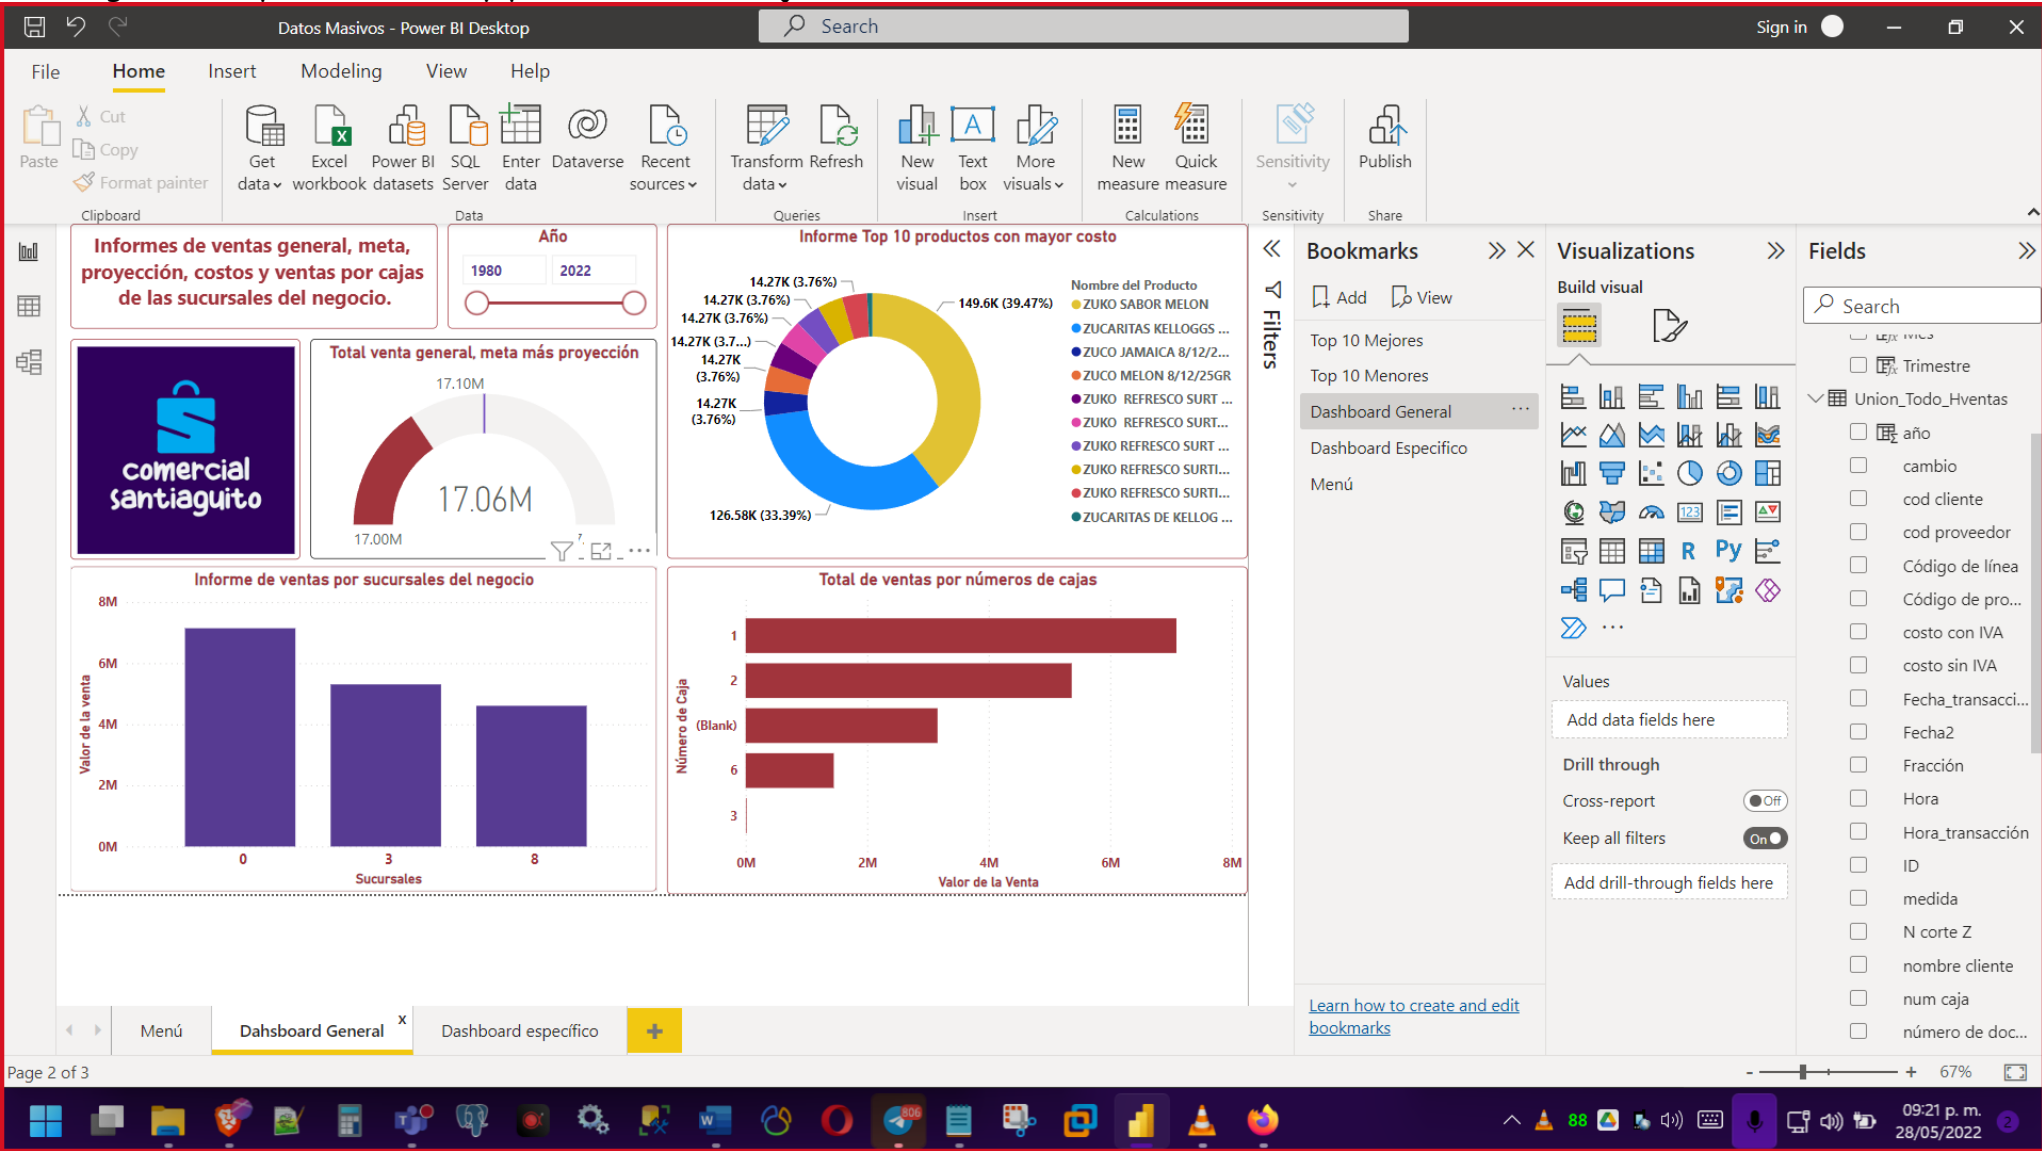 Datos Masivos - Power BI Desktop
Search
Sign in
File
Home
Insert
Modeling
View
Help
Paste
Cut
Copy
Format painter
Clipboard
Get data
Excel workbook
Power BI datasets
SQL Server
Enter data
Dataverse
Recent sources
Data
Transform data
Refresh
Queries
New visual
Text box
More visuals
Insert
New measure
Quick measure
Calculations
Sensitivity
Sensitivity
Publish
Share
Informes de ventas general, meta,
proyección, costos y ventas por cajas
de las sucursales del negocio.
Año
1980
2022
comercial
santiaguito
Total venta general, meta más proyección
17.10M
17.06M
17.00M
Informe Top 10 productos con mayor costo
14.27K (3.76%)
14.27K (3.76%)
14.27K (3.76%)
14.27K (3.7...)
14.27K
(3.76%)
14.27K
(3.76%)
149.6K (39.47%)
126.58K (33.39%)
Nombre del Producto
ZUKO SABOR MELON
ZUCARITAS KELLOGGS ...
ZUCO JAMAICA 8/12/2...
ZUCO MELON 8/12/25GR
ZUKO REFRESCO SURT ...
ZUKO REFRESCO SURT...
ZUKO REFRESCO SURT ...
ZUKO REFRESCO SURTI...
ZUKO REFRESCO SURTI...
ZUCARITAS DE KELLOG ...
Informe de ventas por sucursales del negocio
Valor de la venta
8M
6M
4M
2M
0M
0
3
8
Sucursales
Total de ventas por números de cajas
Número de Caja
1
2
(Blank)
6
3
0M
2M
4M
6M
8M
Valor de la Venta
Filters
Bookmarks
Add
View
Top 10 Mejores
Top 10 Menores
Dashboard General
Dashboard Especifico
Menú
Learn how to create and edit
bookmarks
Visualizations
Build visual
123
R
Py
Values
Add data fields here
Drill through
Cross-report
Off
Keep all filters
On
Add drill-through fields here
Fields
Search
Trimestre
Union_Todo_Hventas
año
cambio
cod cliente
cod proveedor
Código de línea
Código de pro...
costo con IVA
costo sin IVA
Fecha_transacci...
Fecha2
Fracción
Hora
Hora_transacción
ID
medida
N corte Z
nombre cliente
num caja
número de doc...
Menú
Dahsboard General
x
Dashboard específico
+
Page 2 of 3
- + 67%
806
88
09:21 p. m.
28/05/2022
2